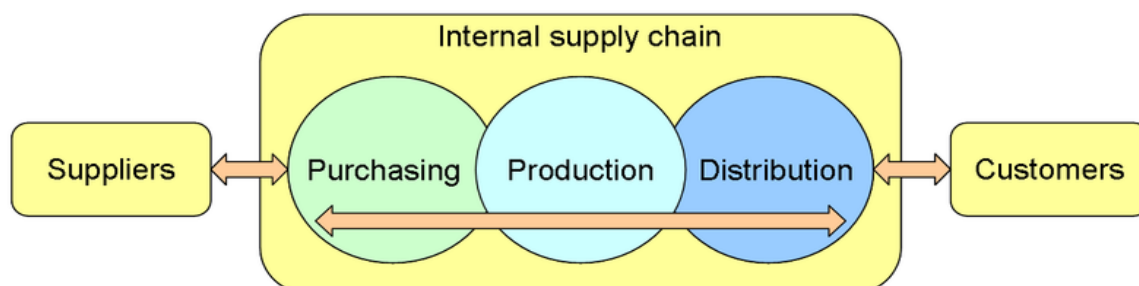 Internal supply chain
Suppliers
Purchasing
Production
Distribution
Customers